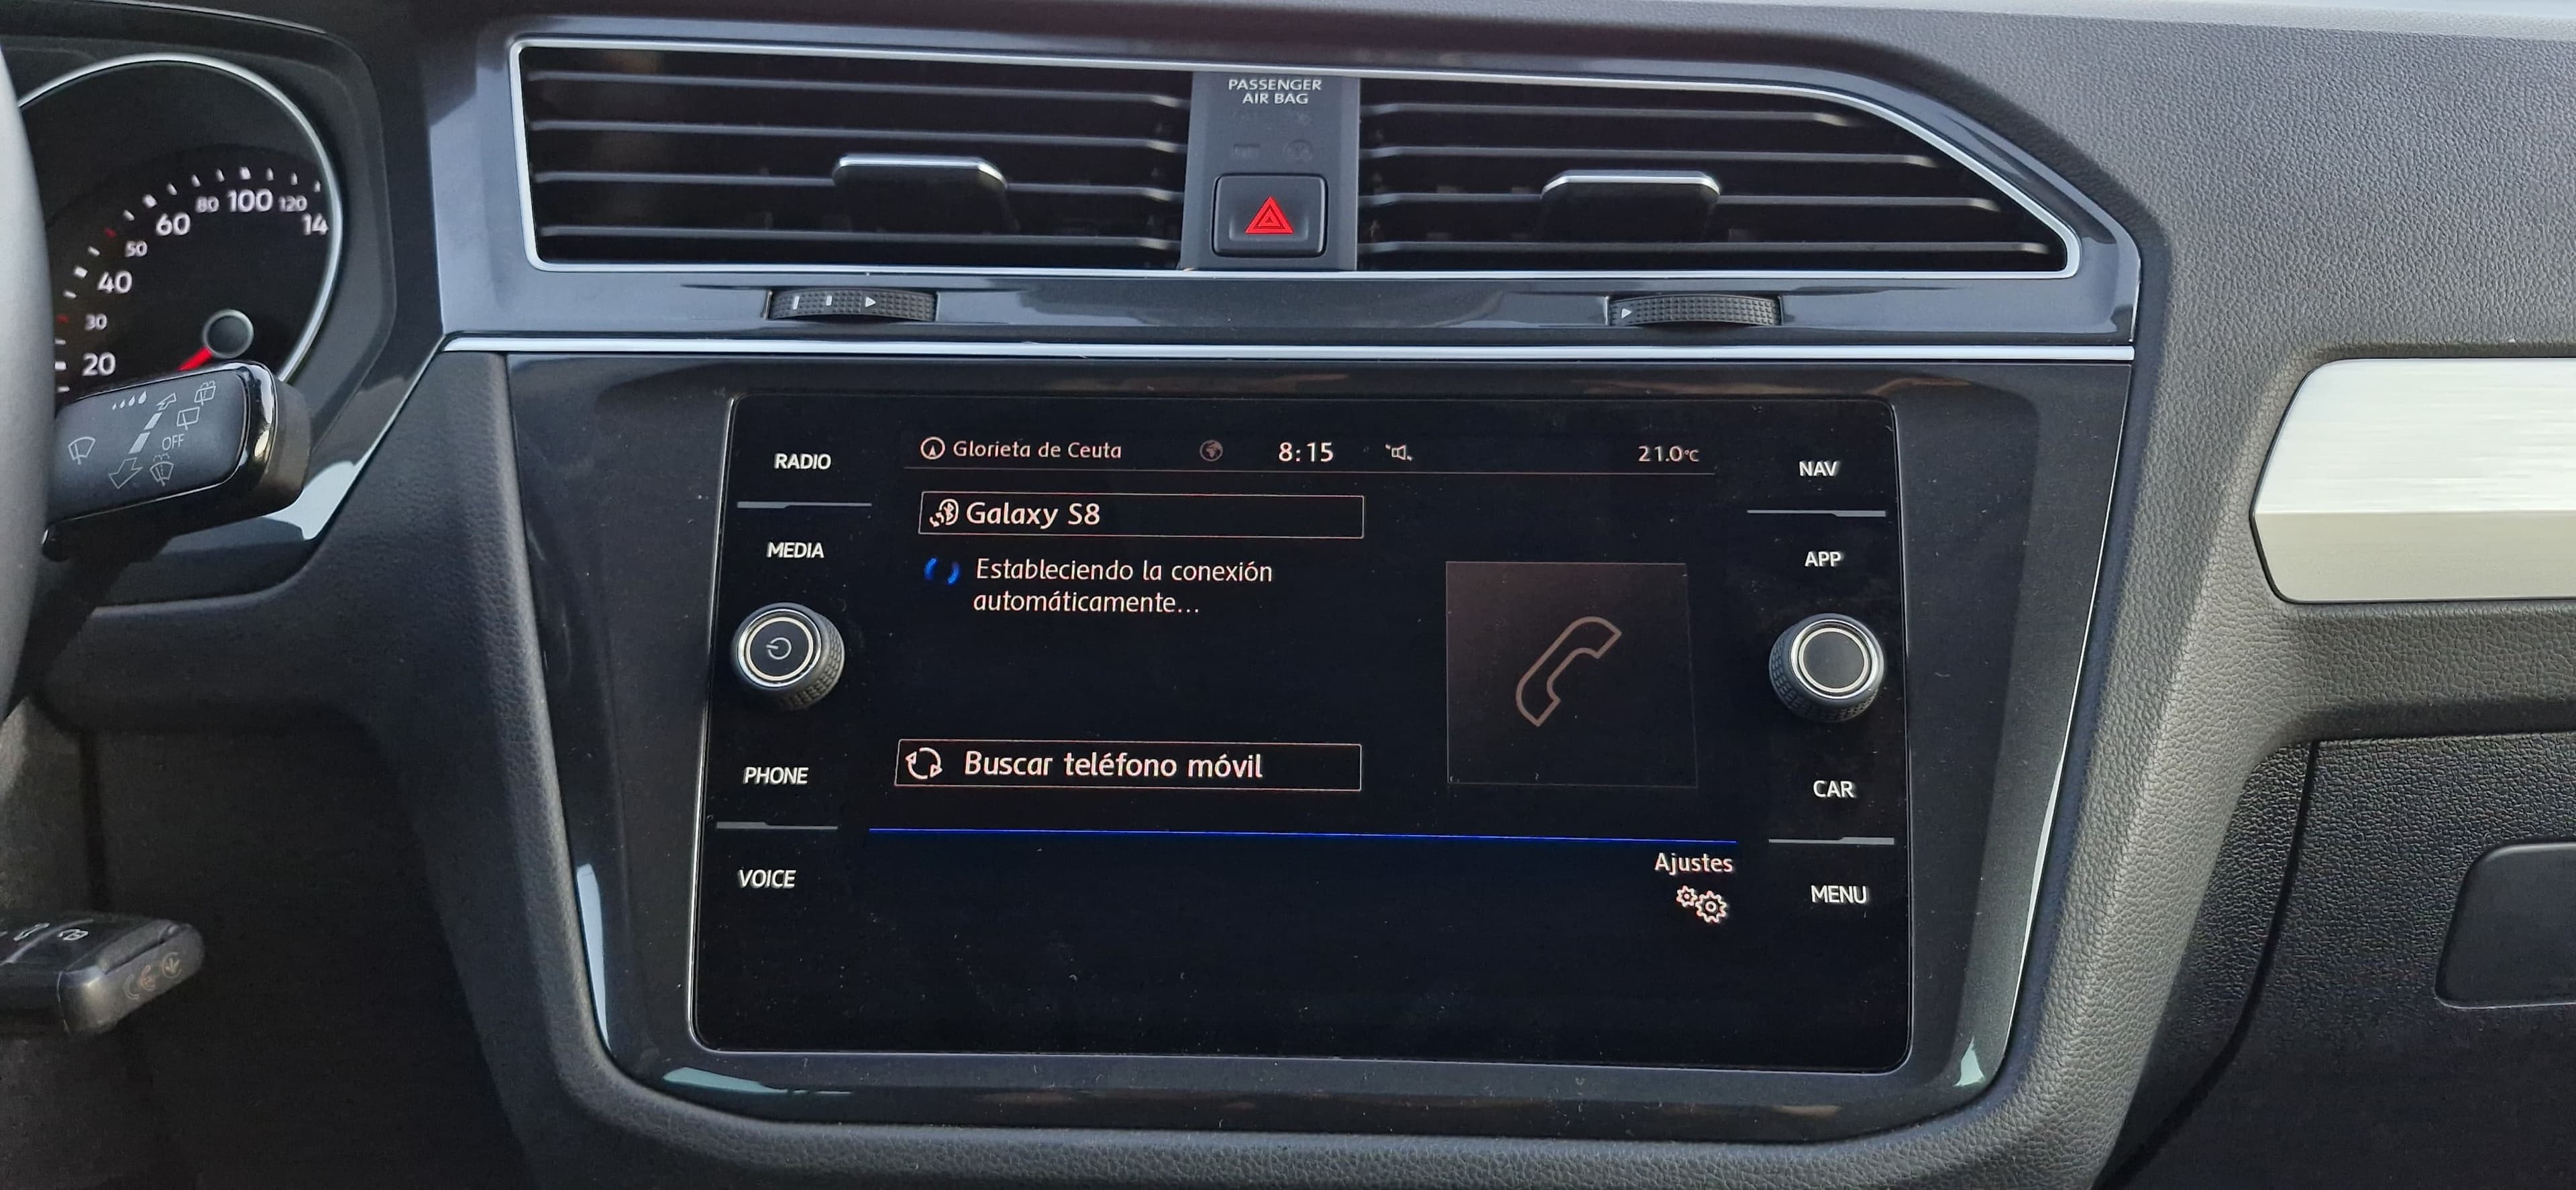 PASSENGER
AIR BAG
100
80
120
60
14
50
40
30
20
OFF
RADIO
MEDIA
PHONE
VOICE
Glorieta de Ceuta
8:15
21.0°C
Galaxy S8
Estableciendo la conexión
automáticamente...
Buscar teléfono móvil
Ajustes
NAV
APP
CAR
MENU